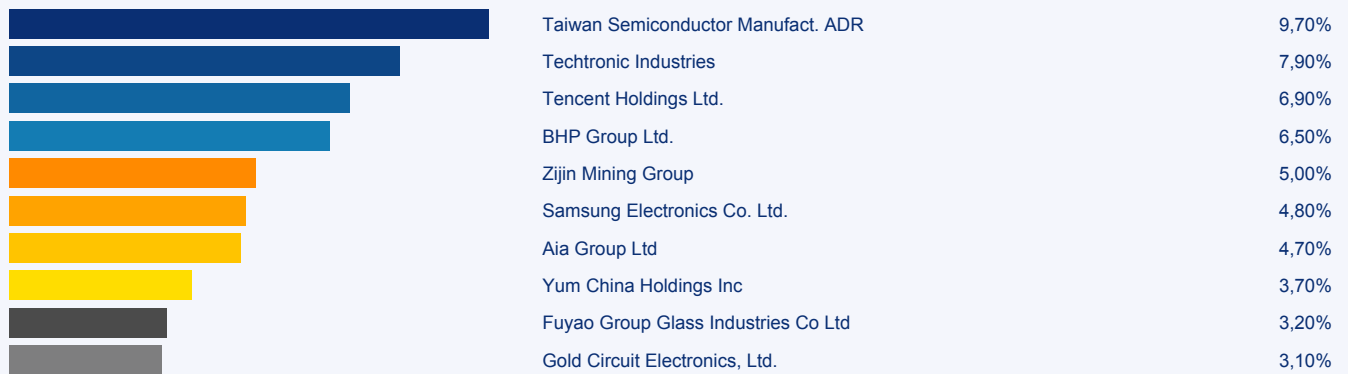 Taiwan Semiconductor Manufact. ADR 9,70%
Techtronic Industries 7,90%
Tencent Holdings Ltd. 6,90%
BHP Group Ltd. 6,50%
Zijin Mining Group 5,00%
Samsung Electronics Co. Ltd. 4,80%
Aia Group Ltd 4,70%
Yum China Holdings Inc 3,70%
Fuyao Group Glass Industries Co Ltd 3,20%
Gold Circuit Electronics, Ltd. 3,10%